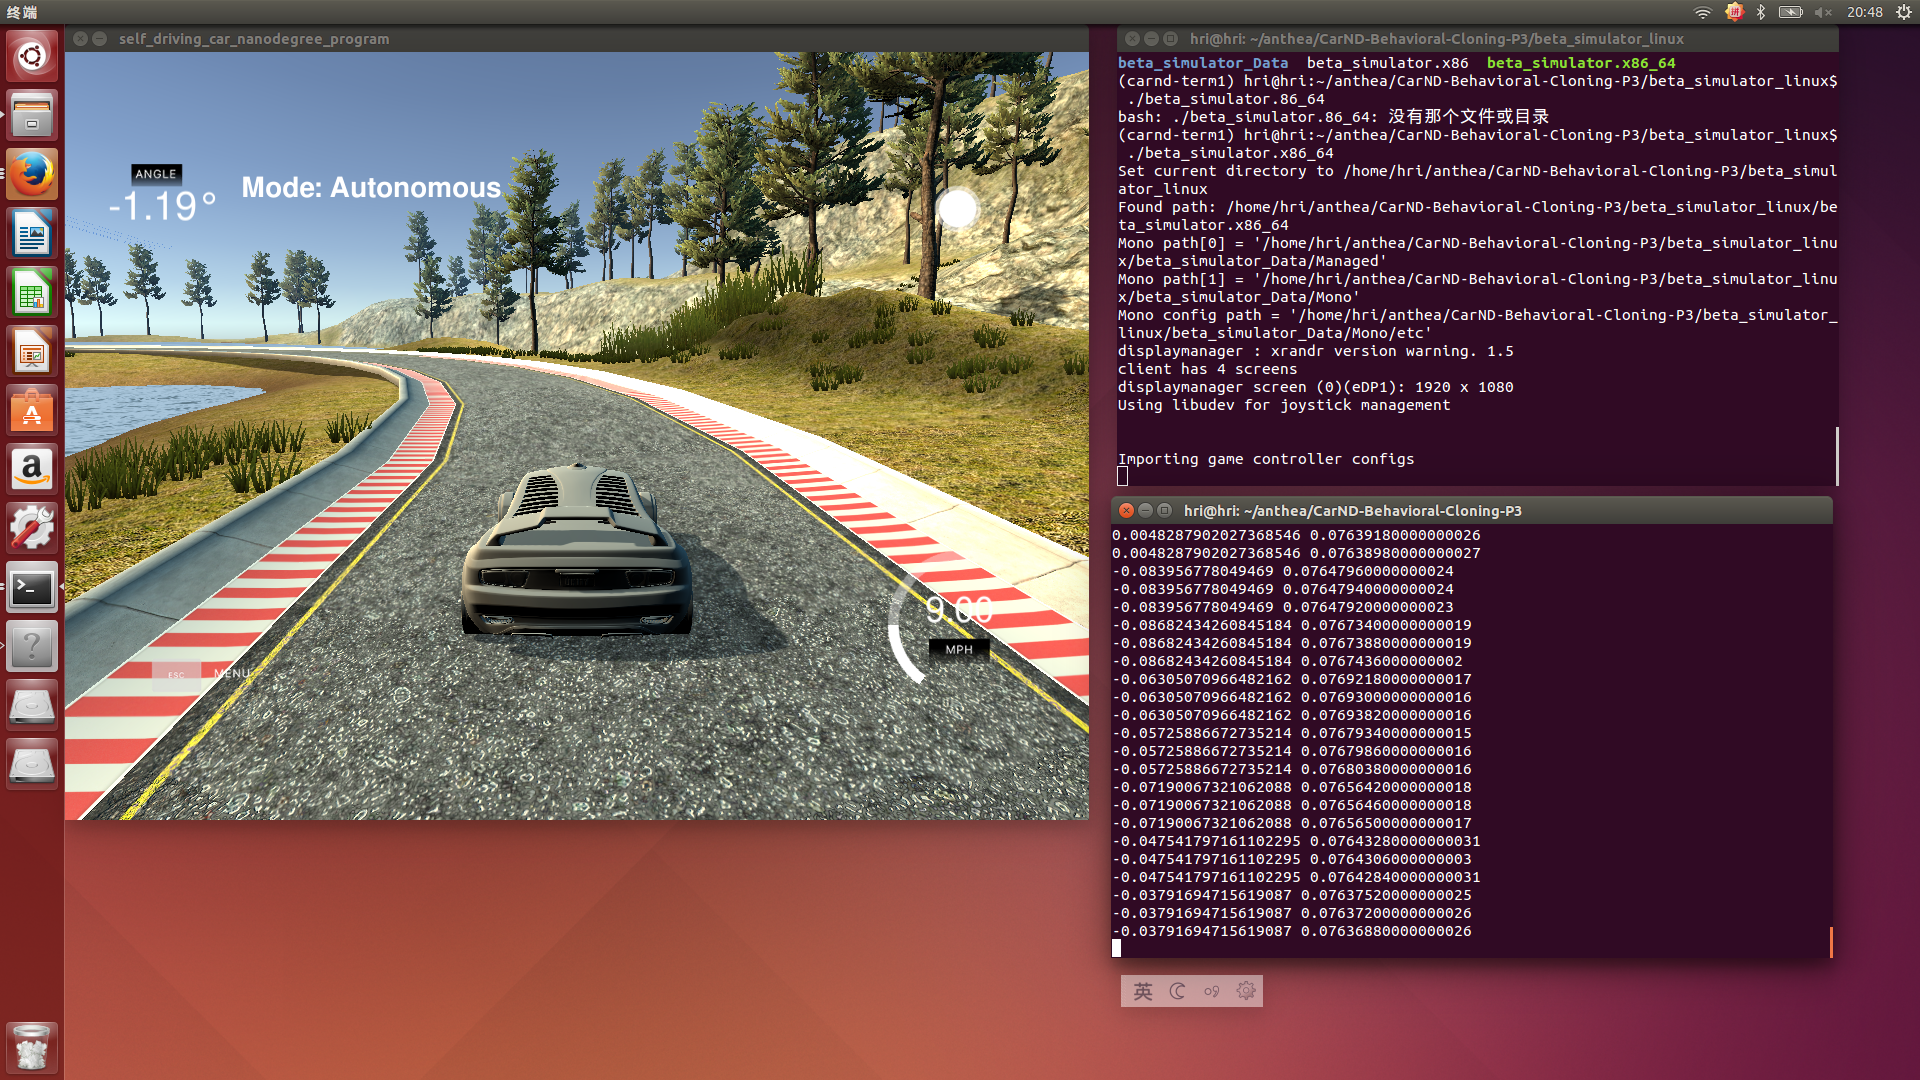 终端
20:48
self_driving_car_nanodegree_program
ANGLE
-1.19°
Mode: Autonomous
9.00
MPH
ESC
MENU
hri@hri: ~/anthea/CarND-Behavioral-Cloning-P3/beta_simulator_linux
beta_simulator_Data beta_simulator.x86 beta_simulator.x86_64
(carnd-term1) hri@hri:~/anthea/CarND-Behavioral-Cloning-P3/beta_simulator_linux$
./beta_simulator.86_64
bash: ./beta_simulator.86_64: 没有那个文件或目录
(carnd-term1) hri@hri:~/anthea/CarND-Behavioral-Cloning-P3/beta_simulator_linux$
./beta_simulator.x86_64
Set current directory to /home/hri/anthea/CarND-Behavioral-Cloning-P3/beta_simul
ator_linux
Found path: /home/hri/anthea/CarND-Behavioral-Cloning-P3/beta_simulator_linux/be
ta_simulator.x86_64
Mono path[0] = '/home/hri/anthea/CarND-Behavioral-Cloning-P3/beta_simulator_linu
x/beta_simulator_Data/Managed'
Mono path[1] = '/home/hri/anthea/CarND-Behavioral-Cloning-P3/beta_simulator_linu
x/beta_simulator_Data/Mono'
Mono config path = '/home/hri/anthea/CarND-Behavioral-Cloning-P3/beta_simulator_
linux/beta_simulator_Data/Mono/etc'
displaymanager : xrandr version warning. 1.5
client has 4 screens
displaymanager screen (0)(eDP1): 1920 x 1080
Using libudev for joystick management
Importing game controller configs
hri@hri: ~/anthea/CarND-Behavioral-Cloning-P3
0.0048287902027368546 0.07639180000000026
0.0048287902027368546 0.07638980000000027
-0.083956778049469 0.07647960000000024
-0.083956778049469 0.07647940000000024
-0.083956778049469 0.07647920000000023
-0.08682434260845184 0.07673400000000019
-0.08682434260845184 0.07673880000000019
-0.08682434260845184 0.0767436000000002
-0.06305070966482162 0.07692180000000017
-0.06305070966482162 0.07693000000000016
-0.06305070966482162 0.07693820000000016
-0.05725886672735214 0.07679340000000015
-0.05725886672735214 0.07679860000000016
-0.05725886672735214 0.07680380000000016
-0.07190067321062088 0.07656420000000018
-0.07190067321062088 0.07656460000000018
-0.07190067321062088 0.07656500000000017
-0.047541797161102295 0.07643280000000031
-0.047541797161102295 0.0764306000000003
-0.047541797161102295 0.07642840000000031
-0.03791694715619087 0.07637520000000025
-0.03791694715619087 0.07637200000000026
-0.03791694715619087 0.07636880000000026
英